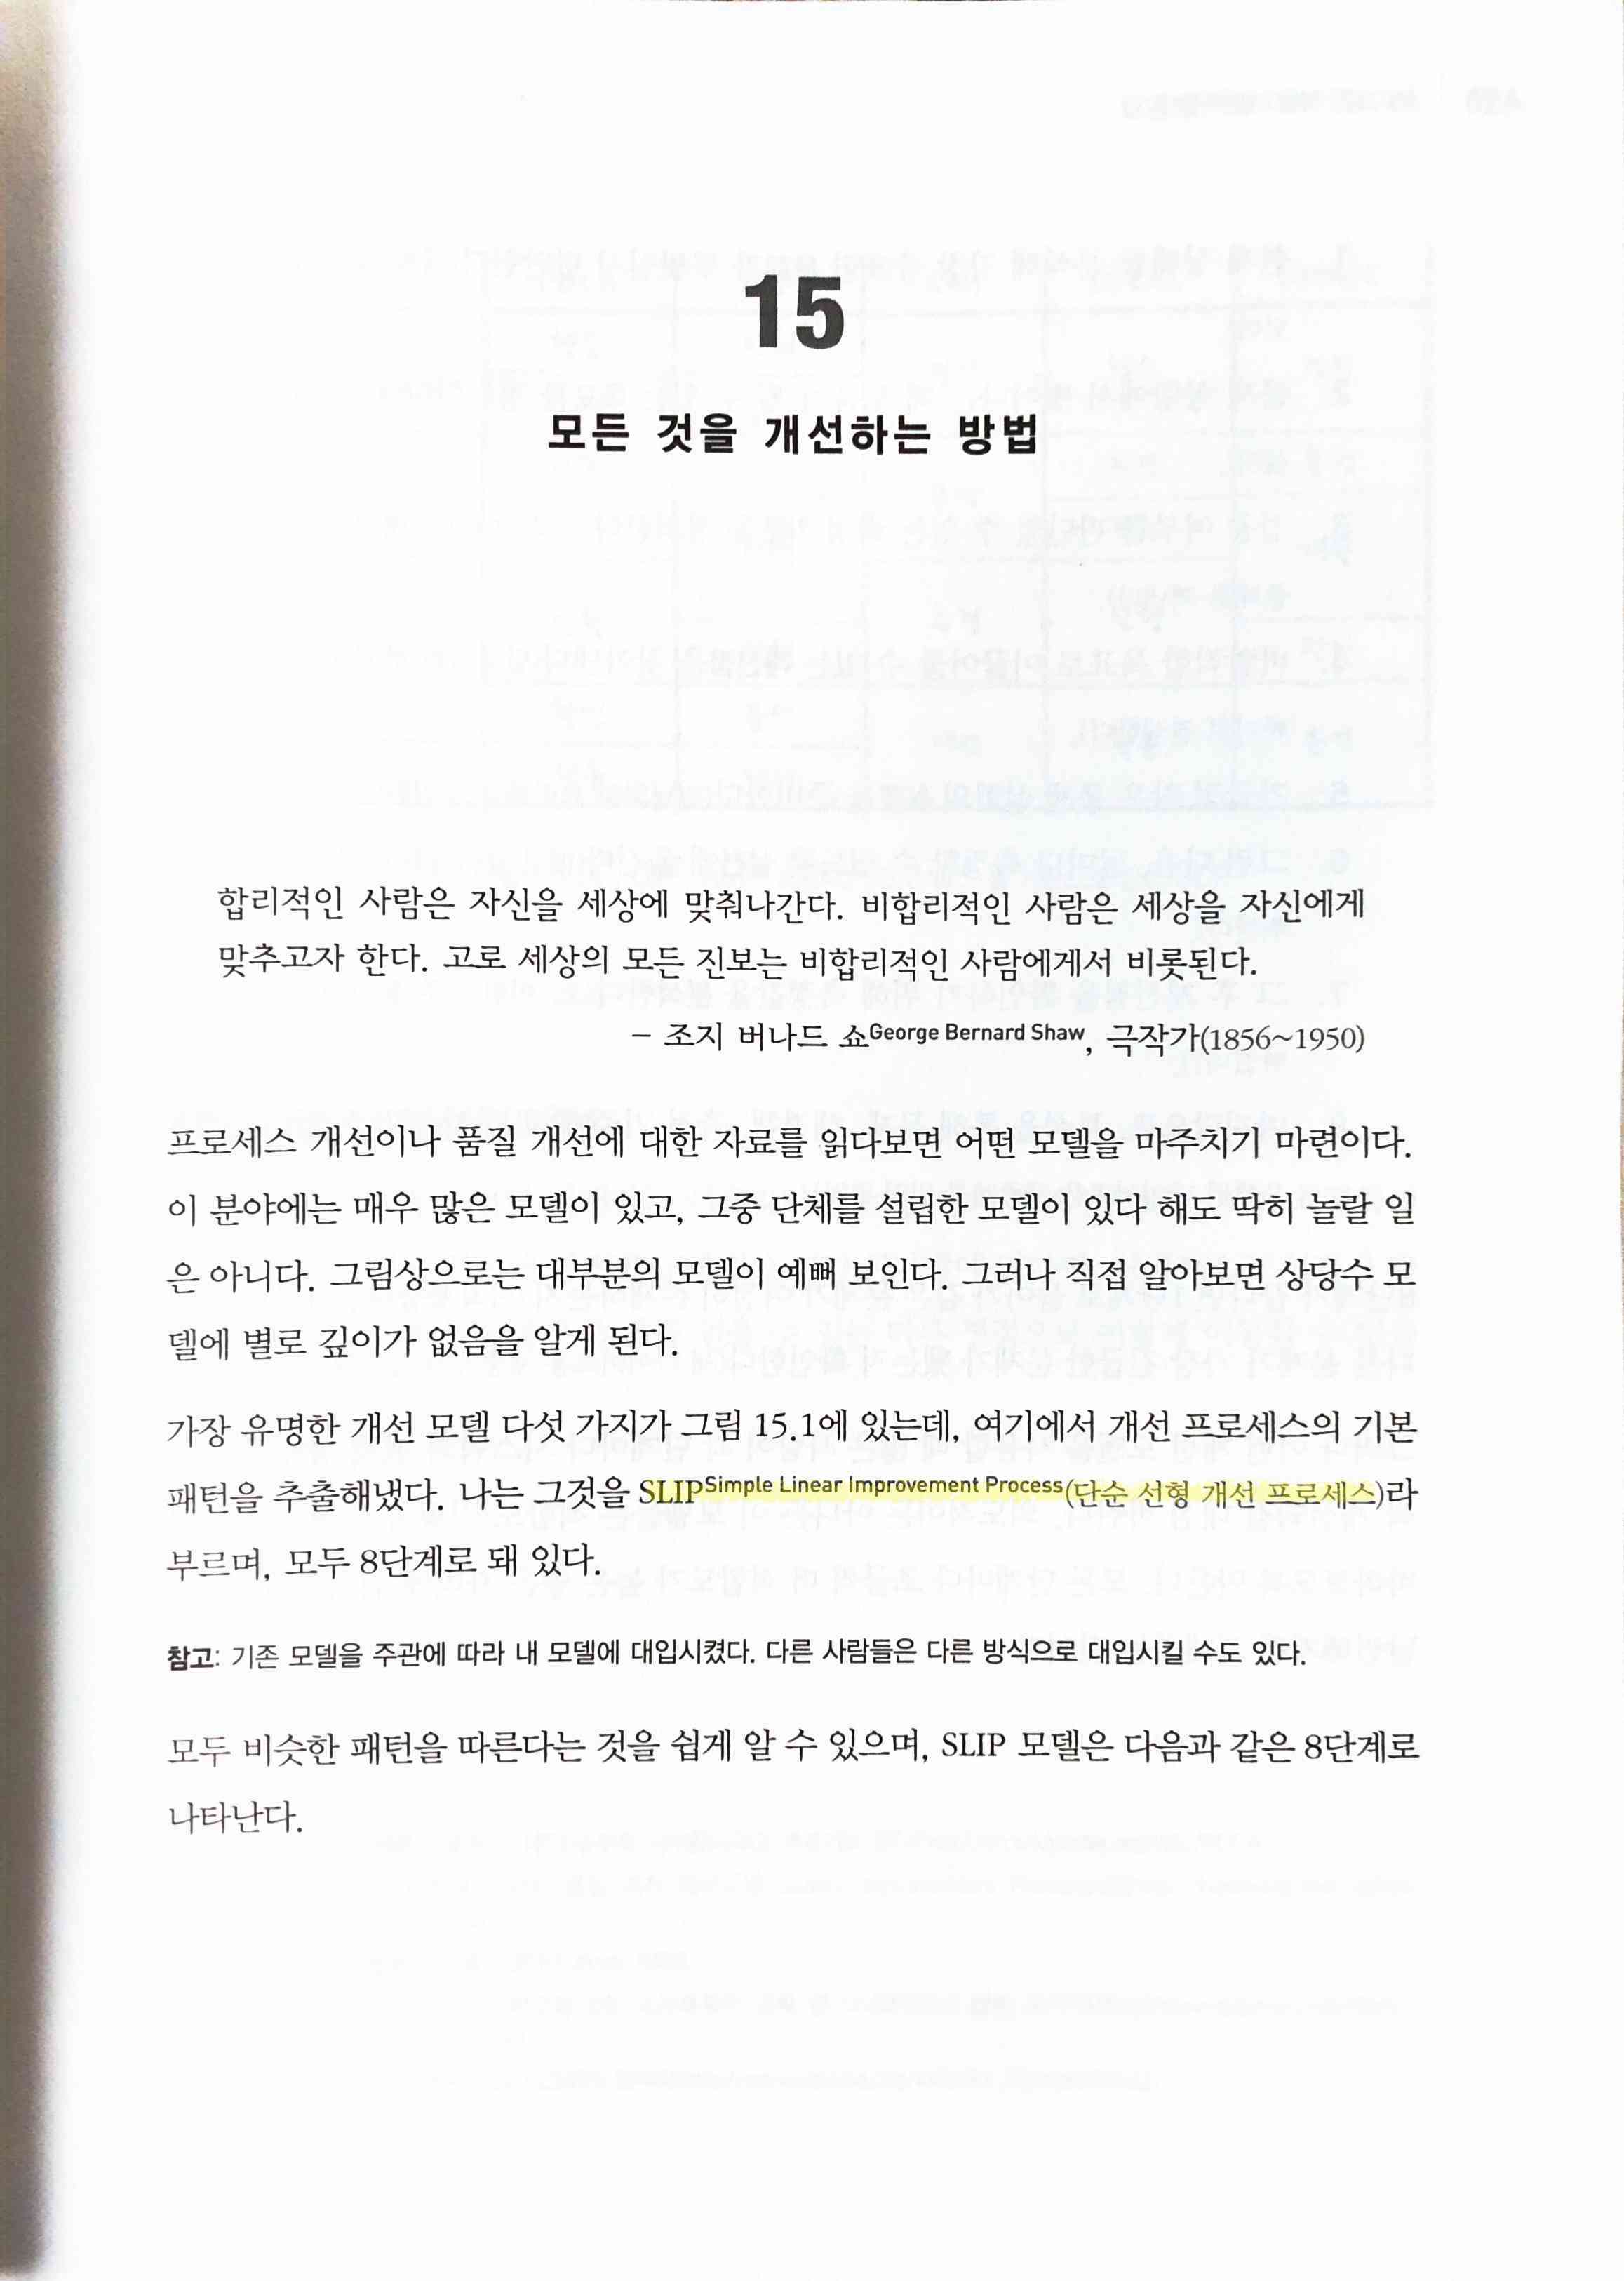 15
모든 것을 개선하는 방법
합리적인 사람은 자신을 세상에 맞춰나간다. 비합리적인 사람은 세상을 자신에게
맞추고자 한다. 고로 세상의 모든 진보는 비합리적인 사람에게서 비롯된다.
– 조지 버나드 쇼George Bernard Shaw, 극작가(1856~1950)
프로세스 개선이나 품질 개선에 대한 자료를 읽다보면 어떤 모델을 마주치기 마련이다.
이 분야에는 매우 많은 모델이 있고, 그중 단체를 설립한 모델이 있다 해도 딱히 놀랄 일
은 아니다. 그림상으로는 대부분의 모델이 예뻐 보인다. 그러나 직접 알아보면 상당수 모
델에 별로 깊이가 없음을 알게 된다.
가장 유명한 개선 모델 다섯 가지가 그림 15.1에 있는데, 여기에서 개선 프로세스의 기본
패턴을 추출해냈다. 나는 그것을 SLIPSimple Linear Improvement Process(단순 선형 개선 프로세스)라
부르며, 모두 8단계로 돼 있다.
참고: 기존 모델을 주관에 따라 내 모델에 대입시켰다. 다른 사람들은 다른 방식으로 대입시킬 수도 있다.
모두 비슷한 패턴을 따른다는 것을 쉽게 알 수 있으며, SLIP 모델은 다음과 같은 8단계로
나타난다.